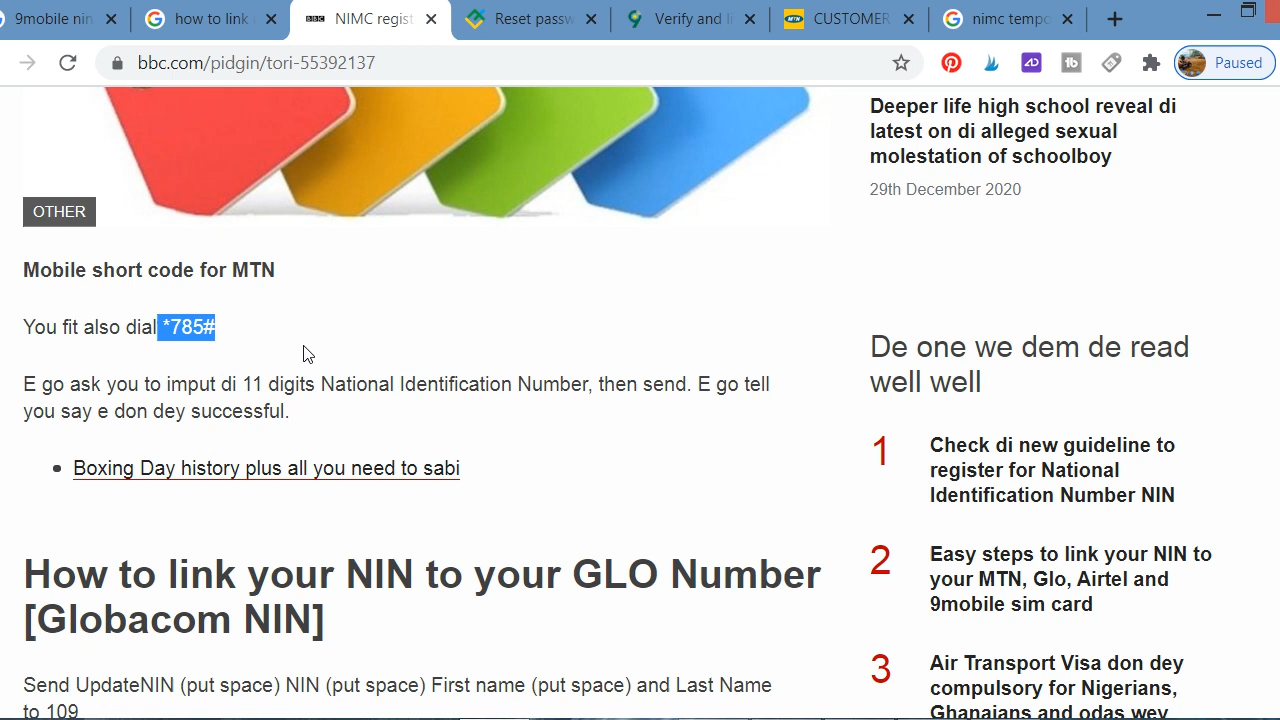 9mobile nin
how to link
NIMC regist
Reset passw
Verify and li
CUSTOMER
nimc tempo
bbc.com/pidgin/tori-55392137
Paused
OTHER
Mobile short code for MTN
You fit also dial *785#
E go ask you to imput di 11 digits National Identification Number, then send. E go tell
you say e don dey successful.
Boxing Day history plus all you need to sabi
How to link your NIN to your GLO Number
[Globacom NIN]
Send UpdateNIN (put space) NIN (put space) First name (put space) and Last Name
to 109
Deeper life high school reveal di
latest on di alleged sexual
molestation of schoolboy
29th December 2020
De one we dem de read
well well
1
Check di new guideline to
register for National
Identification Number NIN
2
Easy steps to link your NIN to
your MTN, Glo, Airtel and
9mobile sim card
3
Air Transport Visa don dey
compulsory for Nigerians,
Ghanaians and odas wey